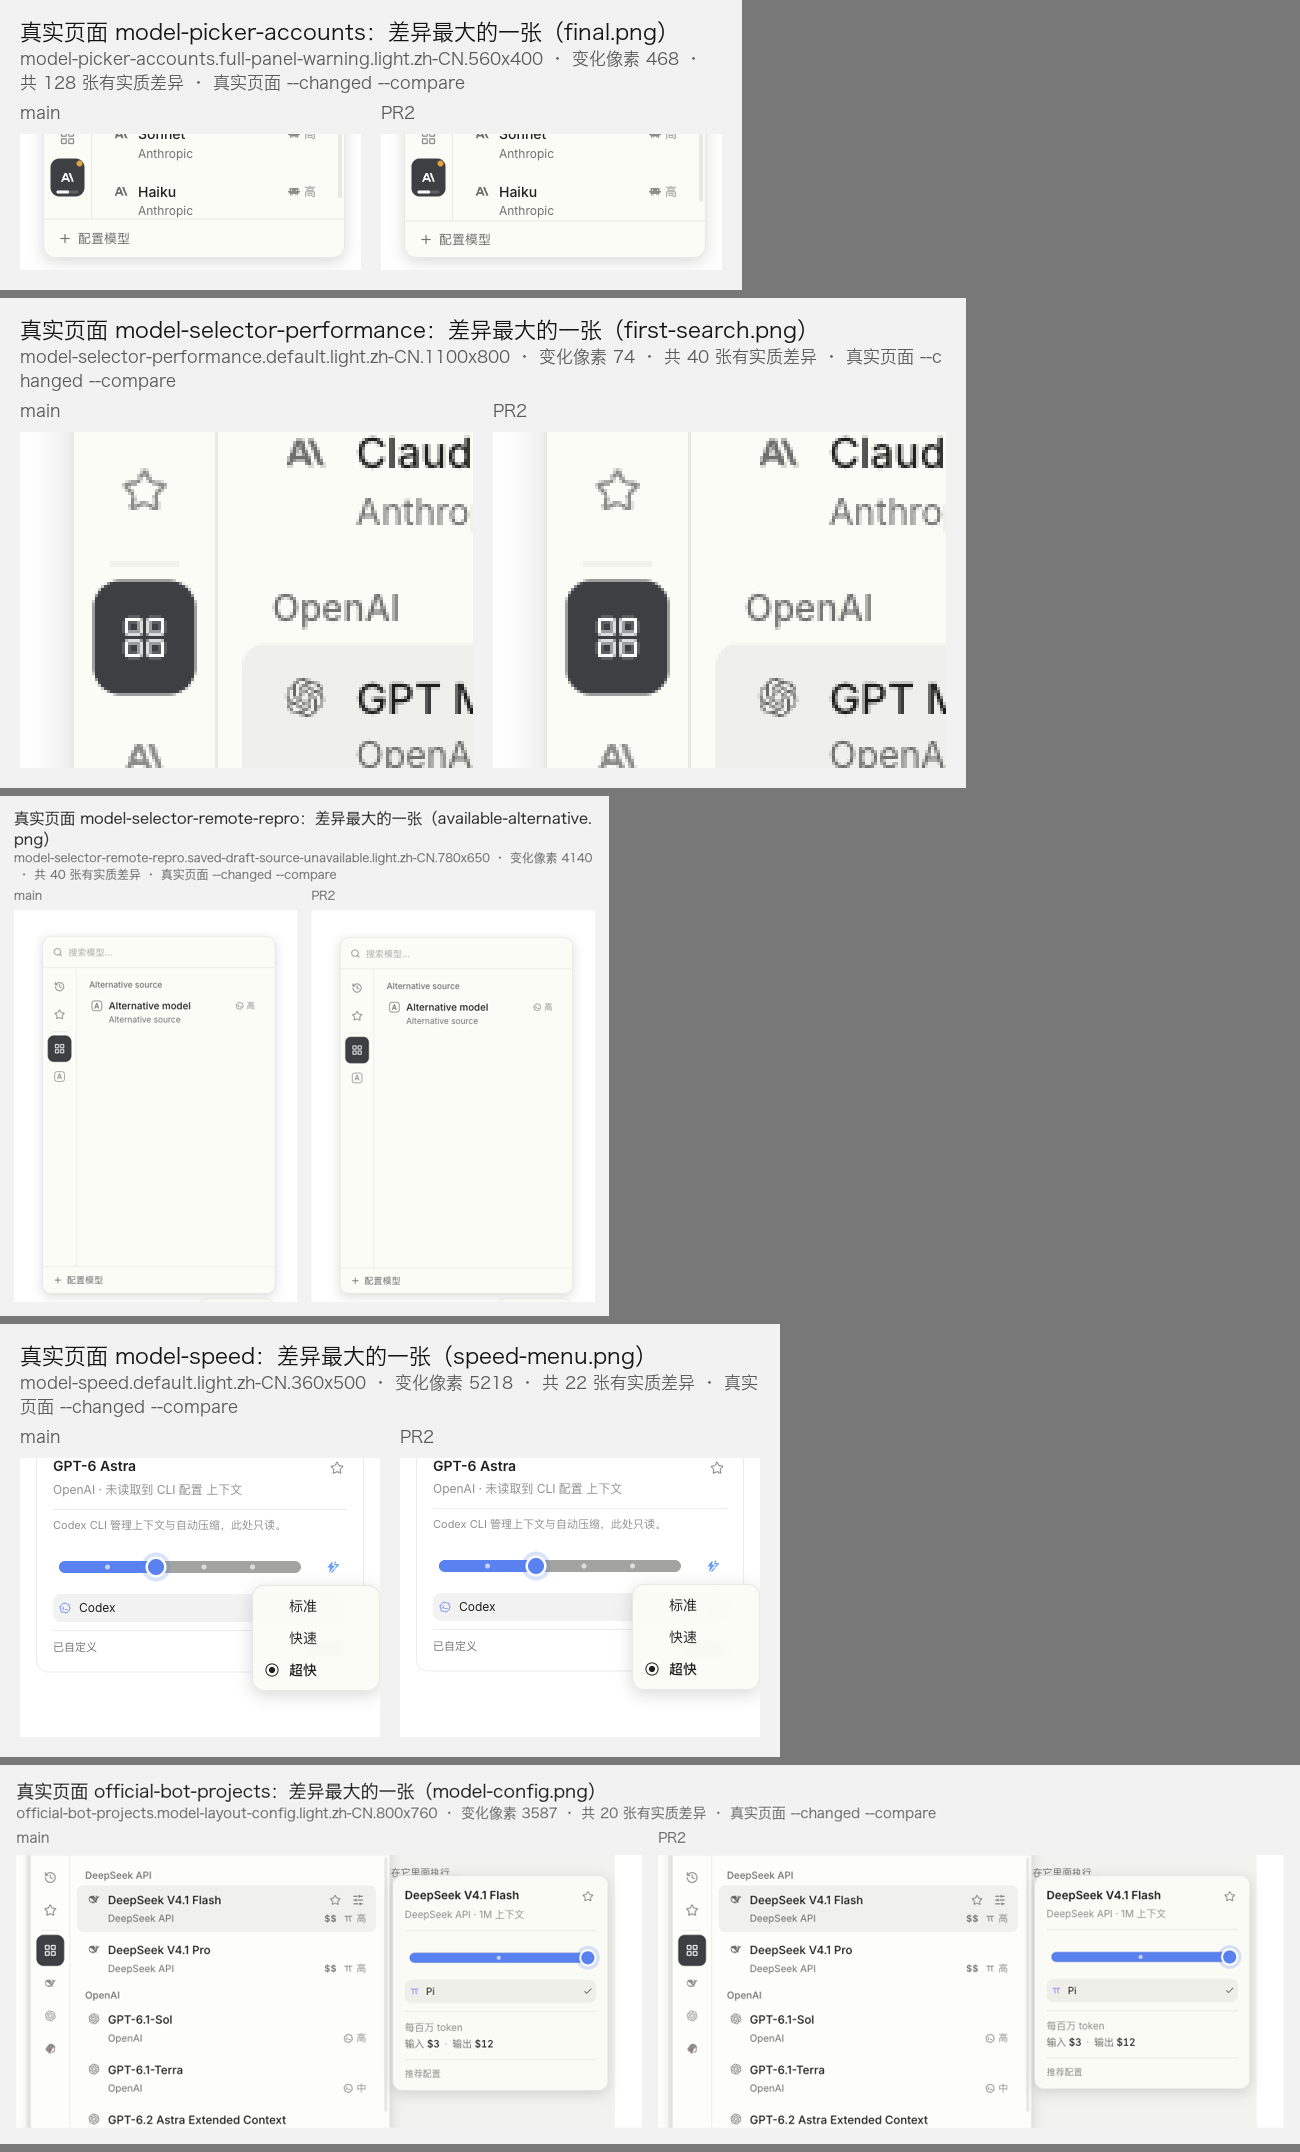 真实页面 model-picker-accounts：差异最大的一张（final.png）
model-picker-accounts.full-panel-warning.light.zh-CN.560x400 · 变化像素 468 ·
共 128 张有实质差异 · 真实页面 --changed --compare
main
PR2
Sonnet
高
Anthropic
Haiku
高
Anthropic
+ 配置模型
Sonnet
高
Anthropic
Haiku
高
Anthropic
+ 配置模型
真实页面 model-selector-performance：差异最大的一张（first-search.png）
model-selector-performance.default.light.zh-CN.1100x800 · 变化像素 74 · 共 40 张有实质差异 · 真实页面 --c
hanged --compare
main
PR2
Claud
Anthro
OpenAI
GPT M
OpenA
Claud
Anthro
OpenAI
GPT M
OpenA
真实页面 model-selector-remote-repro：差异最大的一张（available-alternative.
png）
model-selector-remote-repro.saved-draft-source-unavailable.light.zh-CN.780x650 · 变化像素 4140
· 共 40 张有实质差异 · 真实页面 --changed --compare
main
PR2
搜索模型...
Alternative source
A Alternative model
高
Alternative source
A
+ 配置模型
搜索模型...
Alternative source
A Alternative model
高
Alternative source
A
+ 配置模型
真实页面 model-speed：差异最大的一张（speed-menu.png）
model-speed.default.light.zh-CN.360x500 · 变化像素 5218 · 共 22 张有实质差异 · 真实
页面 --changed --compare
main
PR2
GPT-6 Astra
OpenAI · 未读取到 CLI 配置 上下文
Codex CLI 管理上下文与自动压缩，此处只读。
Codex
标准
快速
已自定义
超快
GPT-6 Astra
OpenAI · 未读取到 CLI 配置 上下文
Codex CLI 管理上下文与自动压缩，此处只读。
Codex
标准
快速
已自定义
超快
真实页面 official-bot-projects：差异最大的一张（model-config.png）
official-bot-projects.model-layout-config.light.zh-CN.800x760 · 变化像素 3587 · 共 20 张有实质差异 · 真实页面 --changed --compare
main
PR2
DeepSeek API
DeepSeek V4.1 Flash
DeepSeek API
$$ π 高
DeepSeek V4.1 Pro
DeepSeek API
$$ π 高
OpenAI
GPT-6.1-Sol
OpenAI
高
GPT-6.1-Terra
OpenAI
中
GPT-6.2 Astra Extended Context
在它里面执行
DeepSeek V4.1 Flash
DeepSeek API · 1M 上下文
π Pi
每百万 token
输入 $3 · 输出 $12
推荐配置
DeepSeek API
DeepSeek V4.1 Flash
DeepSeek API
$$ π 高
DeepSeek V4.1 Pro
DeepSeek API
$$ π 高
OpenAI
GPT-6.1-Sol
OpenAI
高
GPT-6.1-Terra
OpenAI
中
GPT-6.2 Astra Extended Context
在它里面执行
DeepSeek V4.1 Flash
DeepSeek API · 1M 上下文
π Pi
每百万 token
输入 $3 · 输出 $12
推荐配置